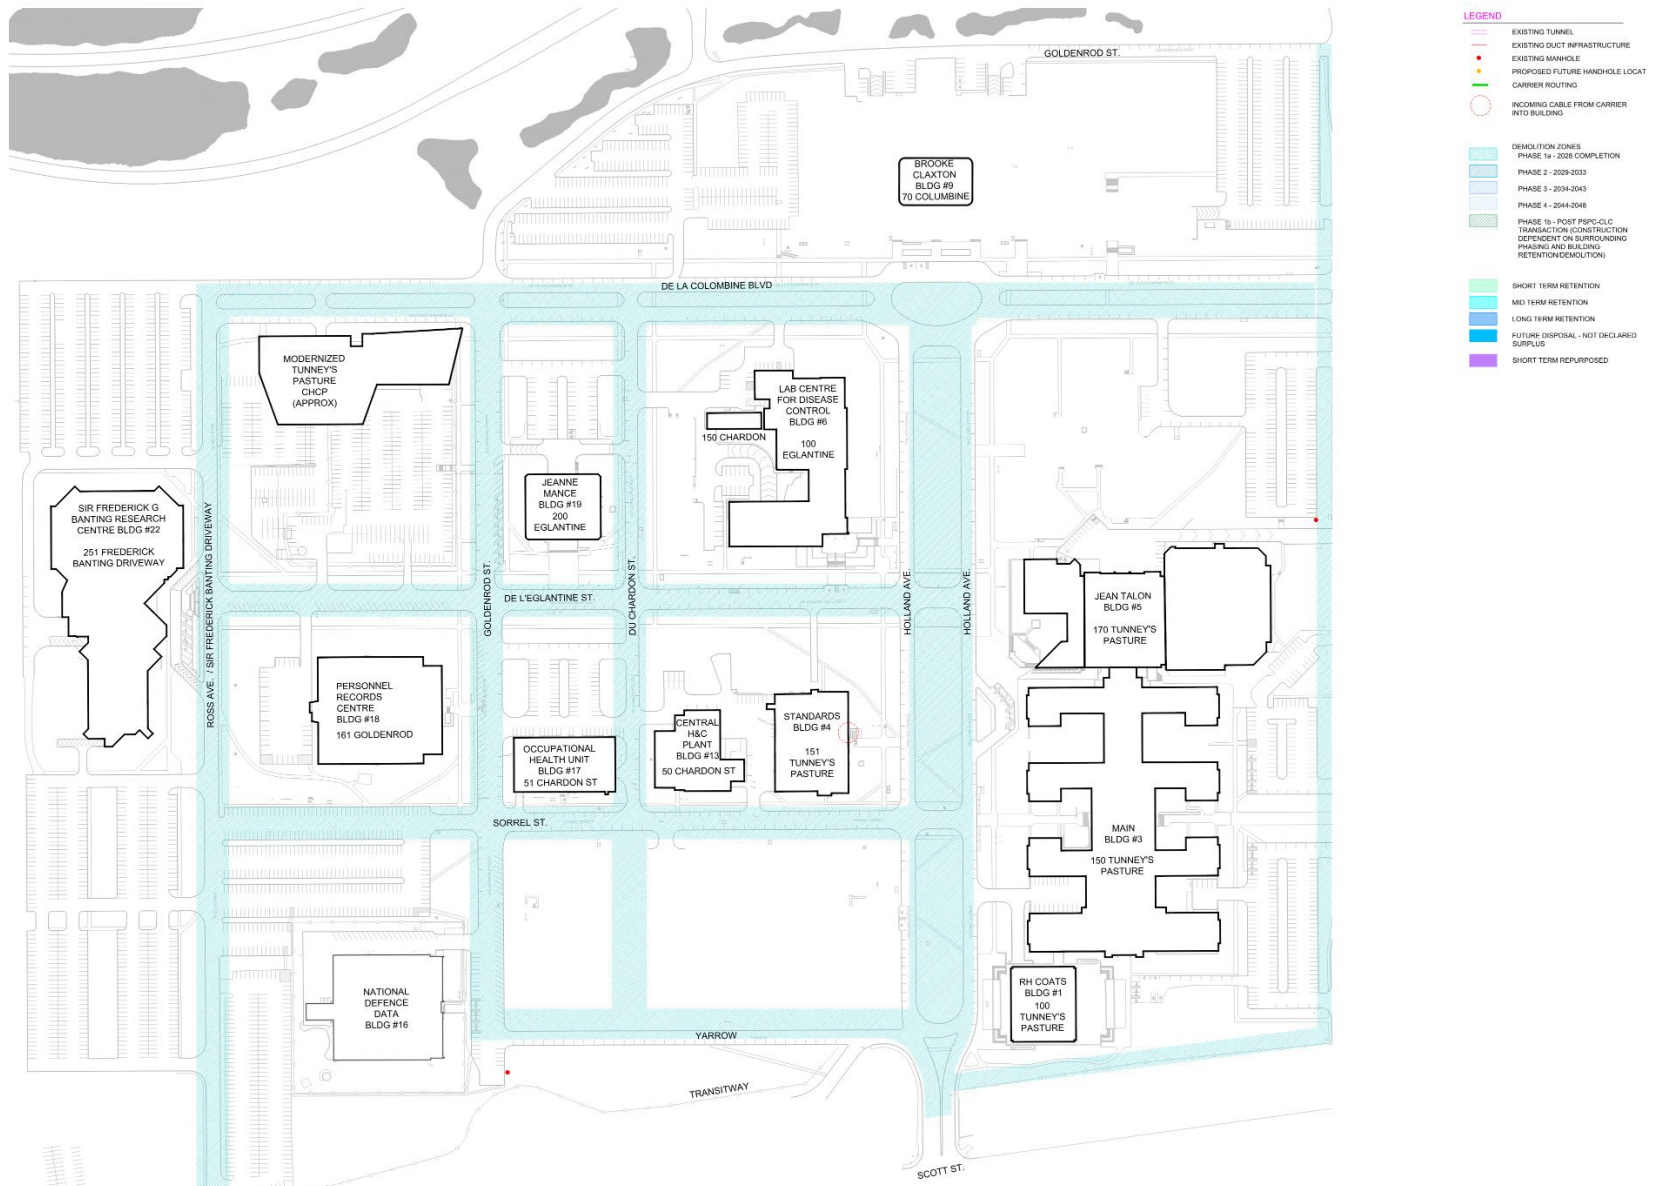 LEGEND
EXISTING TUNNEL
EXISTING DUCT INFRASTRUCTURE
EXISTING MANHOLE
PROPOSED FUTURE HANDHOLE LOCAT
CARRIER ROUTING
INCOMING CABLE FROM CARRIER
INTO BUILDING
DEMOLITION ZONES
PHASE 1a - 2028 COMPLETION
PHASE 2 - 2029-2033
PHASE 3 - 2034-2043
PHASE 4 - 2044-2048
PHASE 1b - POST PSPC-CLC
TRANSACTION (CONSTRUCTION
DEPENDENT ON SURROUNDING
PHASING AND BUILDING
RETENTION/DEMOLITION)
SHORT TERM RETENTION
MID TERM RETENTION
LONG TERM RETENTION
FUTURE DISPOSAL - NOT DECLARED
SURPLUS
SHORT TERM REPURPOSED
GOLDENROD ST.
BROOKE
CLAXTON
BLDG #9
70 COLUMBINE
DE LA COLOMBINE BLVD
MODERNIZED
TUNNEY'S
PASTURE
CHCP
(APPROX)
LAB CENTRE
FOR DISEASE
CONTROL
BLDG #6
100
EGLANTINE
150 CHARDON
JEANNE
MANCE
BLDG #19
200
EGLANTINE
SIR FREDERICK G
BANTING RESEARCH
CENTRE BLDG #22
251 FREDERICK
BANTING DRIVEWAY
ROSS AVE. / SIR FREDERICK BANTING DRIVEWAY
GOLDENROD ST.
DE L'EGLANTINE ST.
DU CHARDON ST.
HOLLAND AVE.
HOLLAND AVE.
JEAN TALON
BLDG #5
170 TUNNEY'S
PASTURE
PERSONNEL
RECORDS
CENTRE
BLDG #18
161 GOLDENROD
OCCUPATIONAL
HEALTH UNIT
BLDG #17
51 CHARDON ST
CENTRAL
H&C
PLANT
BLDG #13
50 CHARDON ST
STANDARDS
BLDG #4
151
TUNNEY'S
PASTURE
SORREL ST.
MAIN
BLDG #3
150 TUNNEY'S
PASTURE
NATIONAL
DEFENCE
DATA
BLDG #16
RH COATS
BLDG #1
100
TUNNEY'S
PASTURE
YARROW
TRANSITWAY
SCOTT ST.